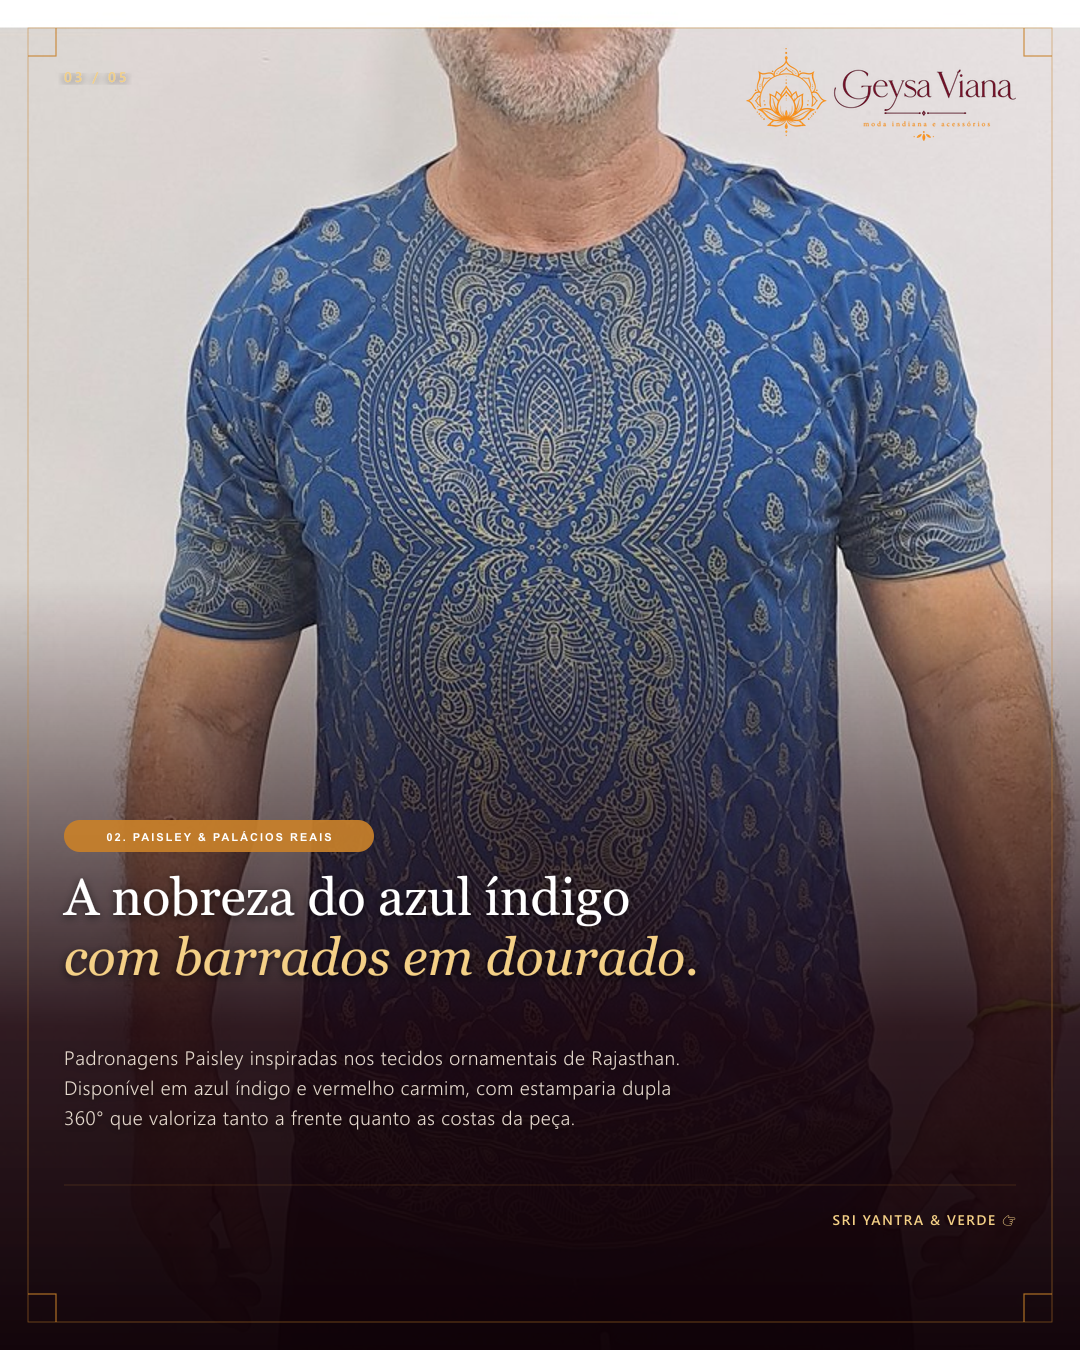 03 / 05
Geysa Viana
moda indiana e acessórios
02. PAISLEY & PALÁCIOS REAIS
A nobreza do azul índigo
com barrados em dourado.
Padronagens Paisley inspiradas nos tecidos ornamentais de Rajasthan.
Disponível em azul índigo e vermelho carmim, com estamparia dupla
360° que valoriza tanto a frente quanto as costas da peça.
SRI YANTRA & VERDE 👉